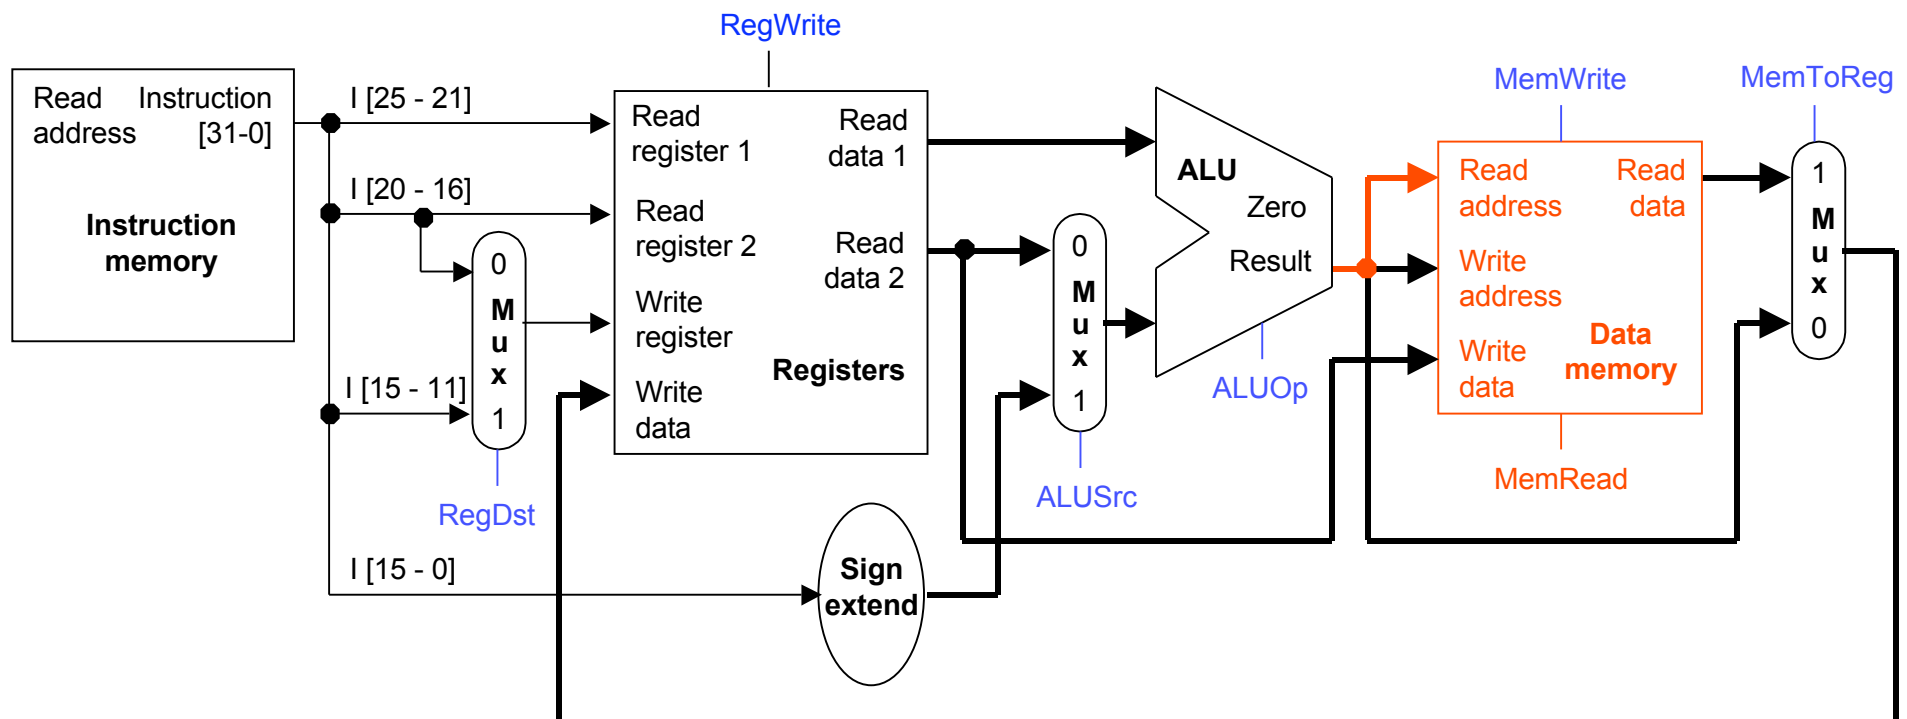 RegWrite
Read Instruction
address [31-0]
Instruction
memory
I [25 - 21]
I [20 - 16]
I [15 - 11]
I [15 - 0]
0
M
u
x
1
RegDst
Read
register 1
Read
data 1
Read
register 2
Read
data 2
Write
register
Registers
Write
data
Sign
extend
0
M
u
x
1
ALUSrc
ALU
Zero
Result
ALUOp
MemWrite
Read
address
Read
data
Write
address
Write
data
Data
memory
MemRead
MemToReg
1
M
u
x
0